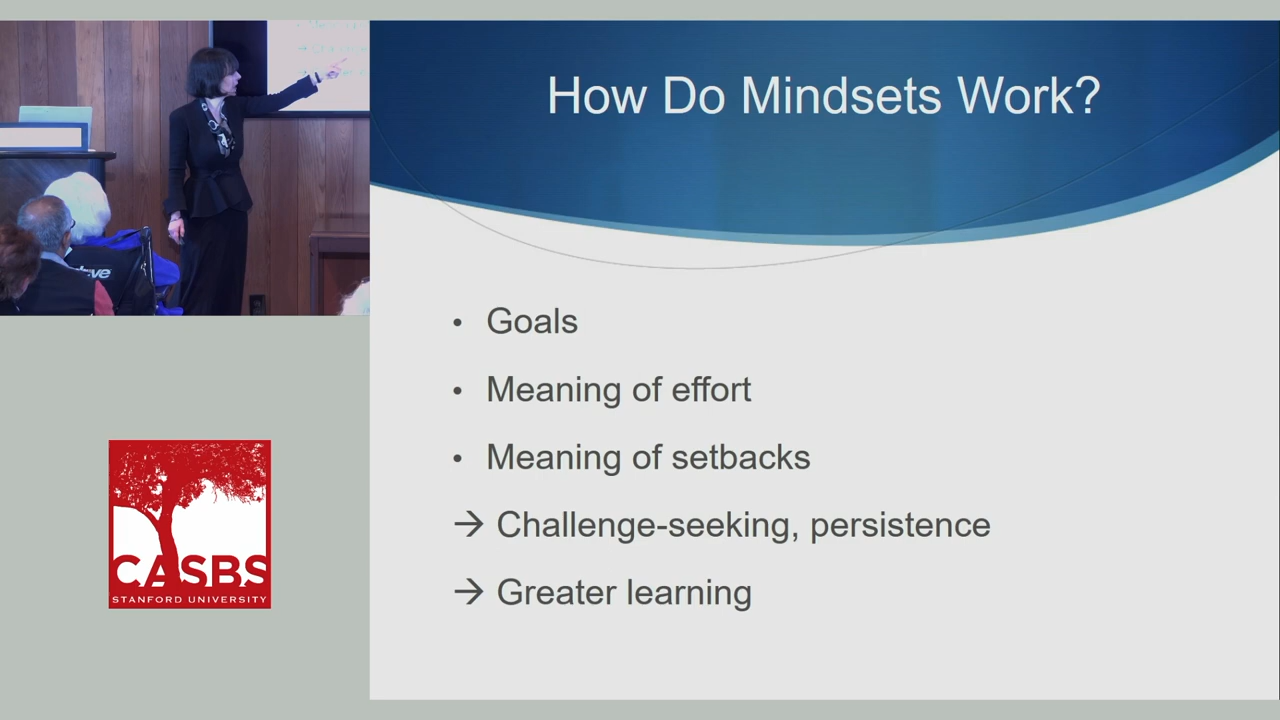 How Do Mindsets Work?
• Goals
• Meaning of effort
• Meaning of setbacks
→ Challenge-seeking, persistence
→ Greater learning
CASBS
STANFORD UNIVERSITY